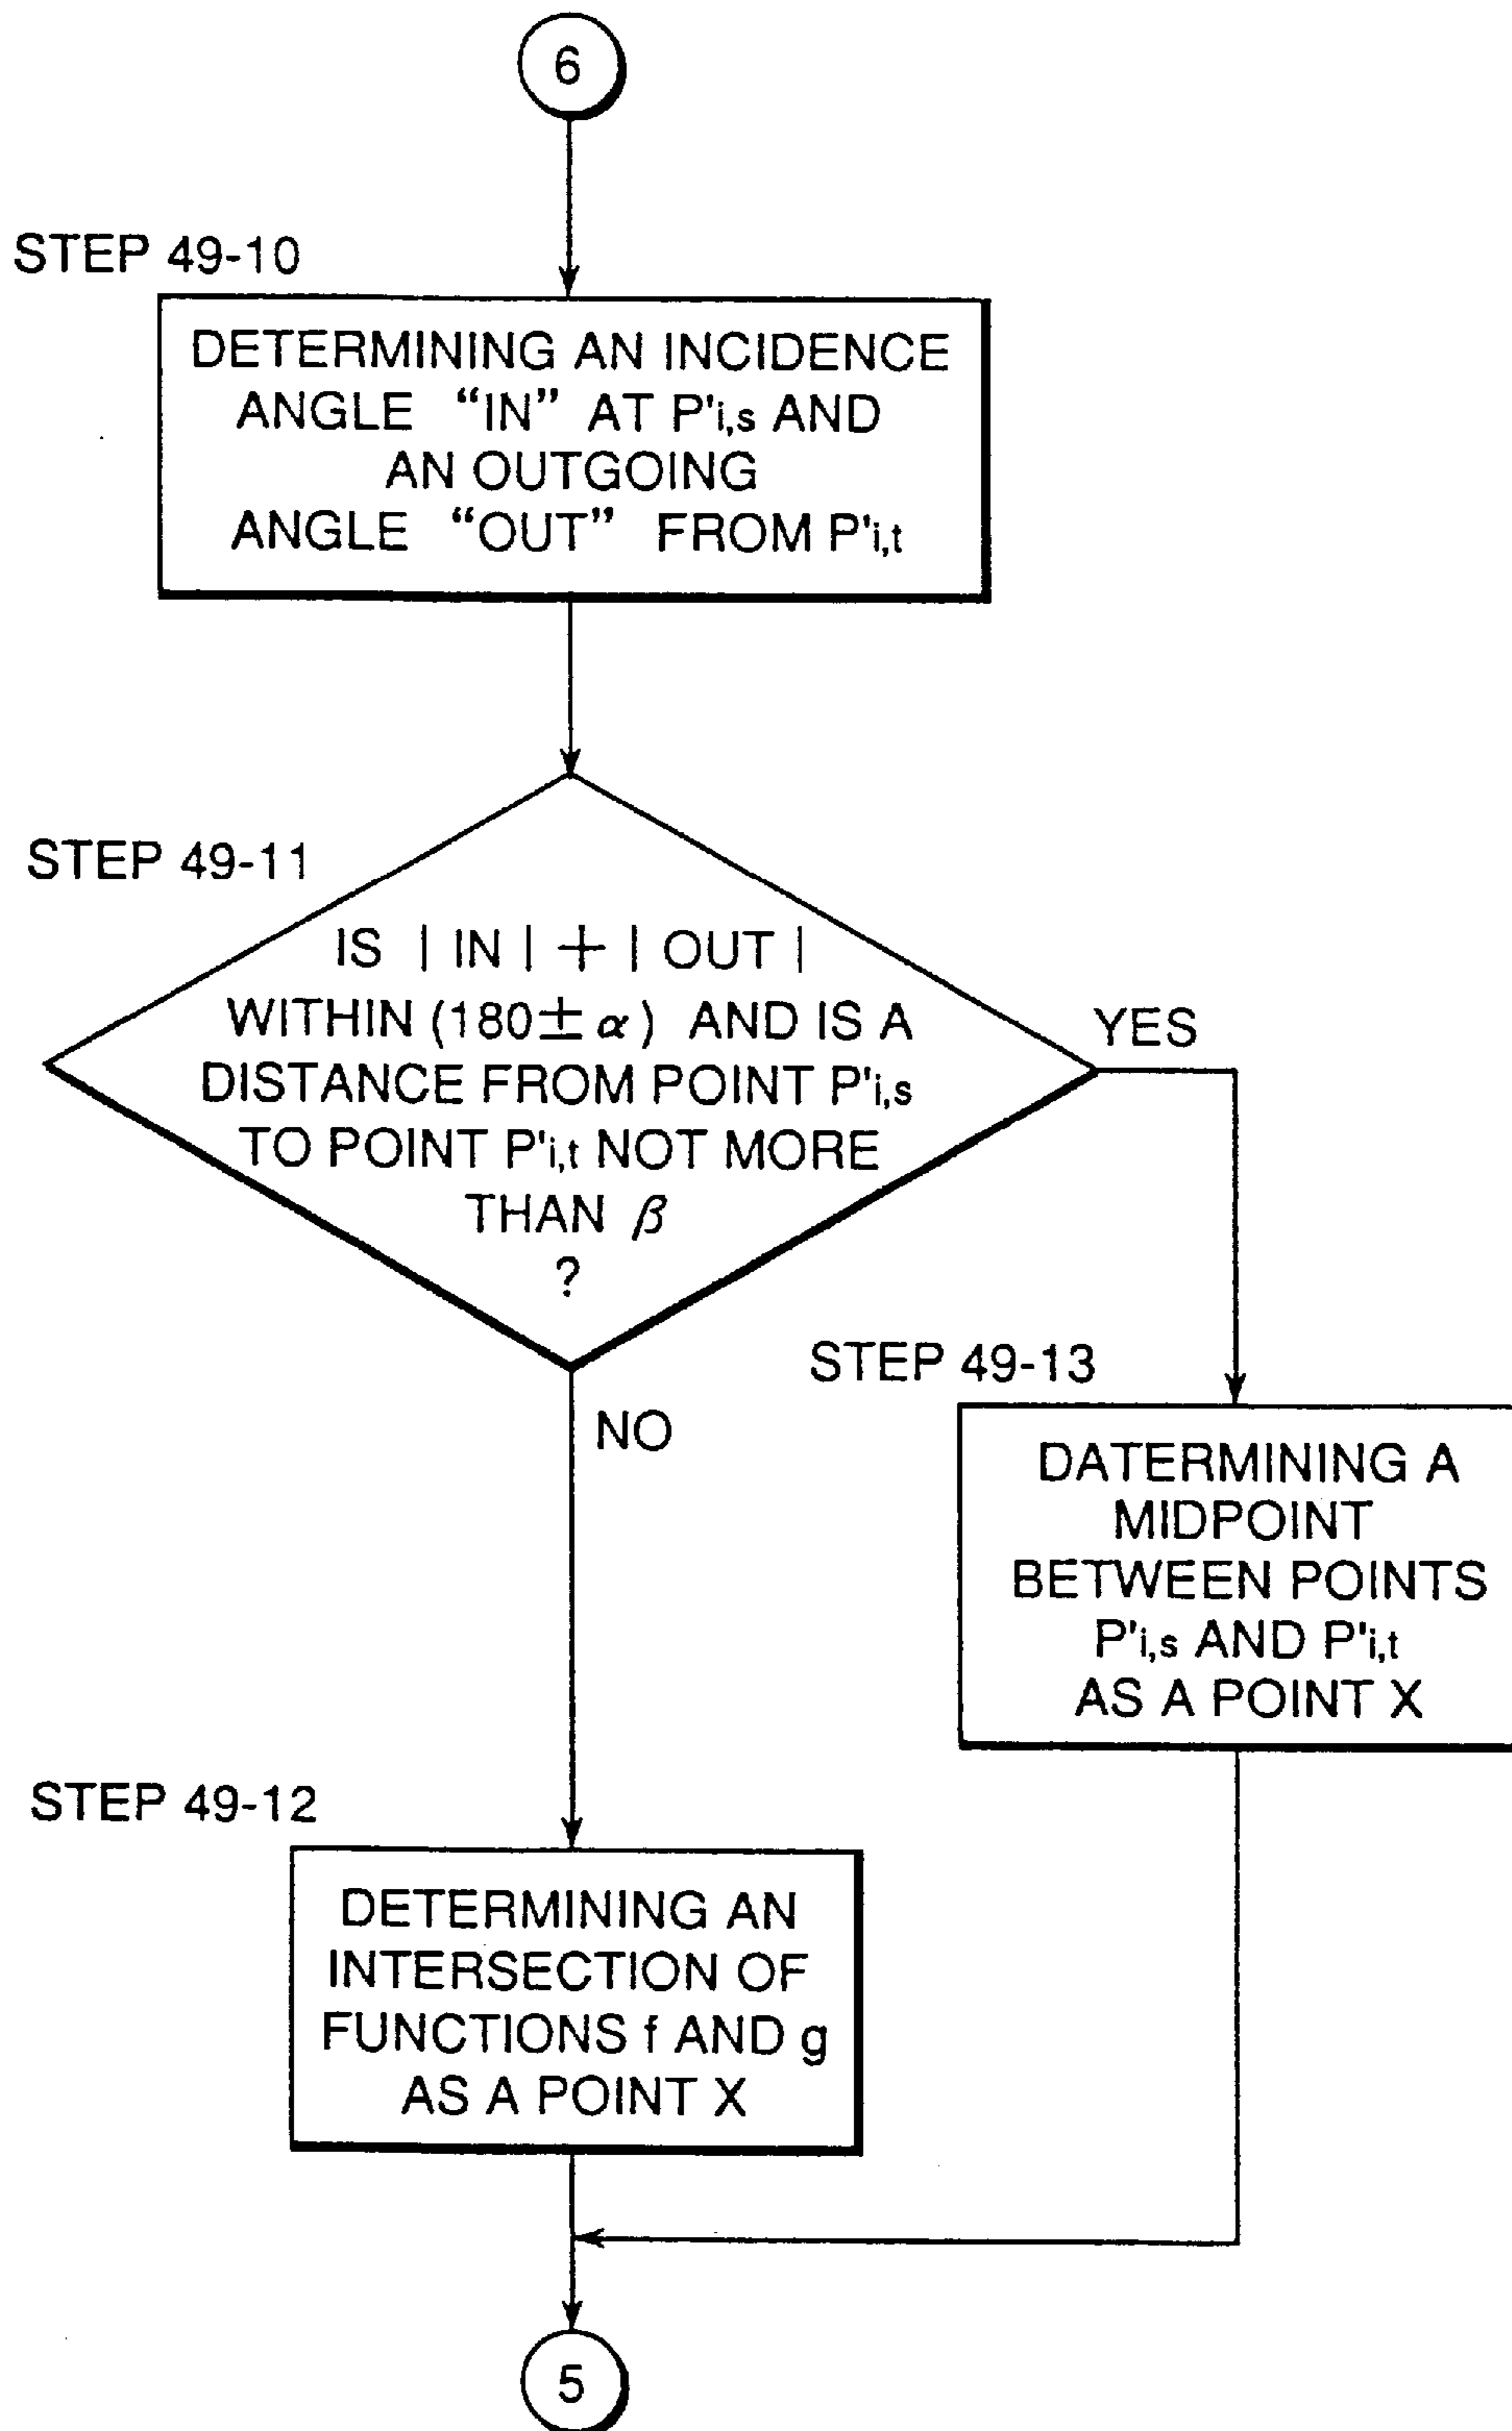 6
STEP 49-10
DETERMINING AN INCIDENCE
ANGLE “IN” AT P'i,s AND
AN OUTGOING
ANGLE “OUT” FROM P'i,t
STEP 49-11
IS | IN | + | OUT |
WITHIN (180± α) AND IS A
DISTANCE FROM POINT P'i,s
TO POINT P'i,t NOT MORE
THAN β
?
YES
NO
STEP 49-13
DATERMINING A
MIDPOINT
BETWEEN POINTS
P'i,s AND P'i,t
AS A POINT X
STEP 49-12
DETERMINING AN
INTERSECTION OF
FUNCTIONS f AND g
AS A POINT X
5